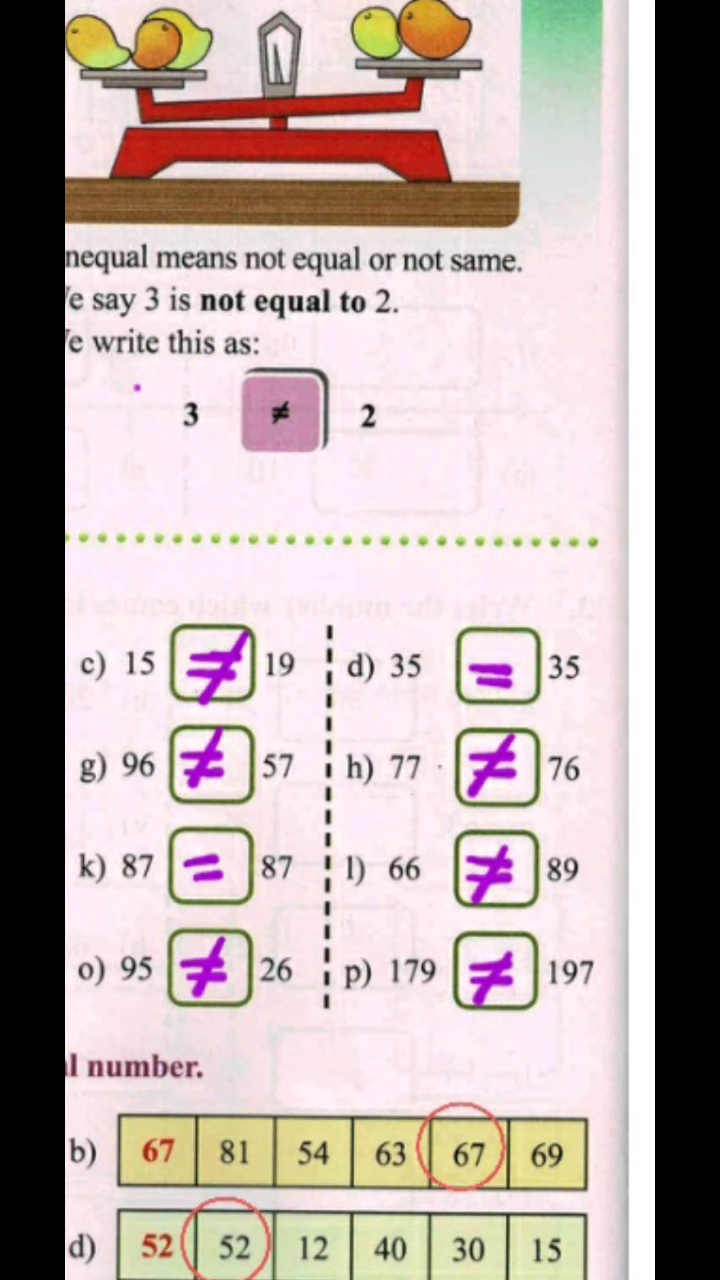 nequal means not equal or not same.
e say 3 is not equal to 2.
e write this as:
3 ≠ 2
c) 15 ≠ 19 d) 35 = 35
g) 96 ≠ 57 h) 77 ≠ 76
k) 87 = 87 l) 66 ≠ 89
o) 95 ≠ 26 p) 179 ≠ 197
l number.
b) 67 81 54 63 67 69
d) 52 52 12 40 30 15